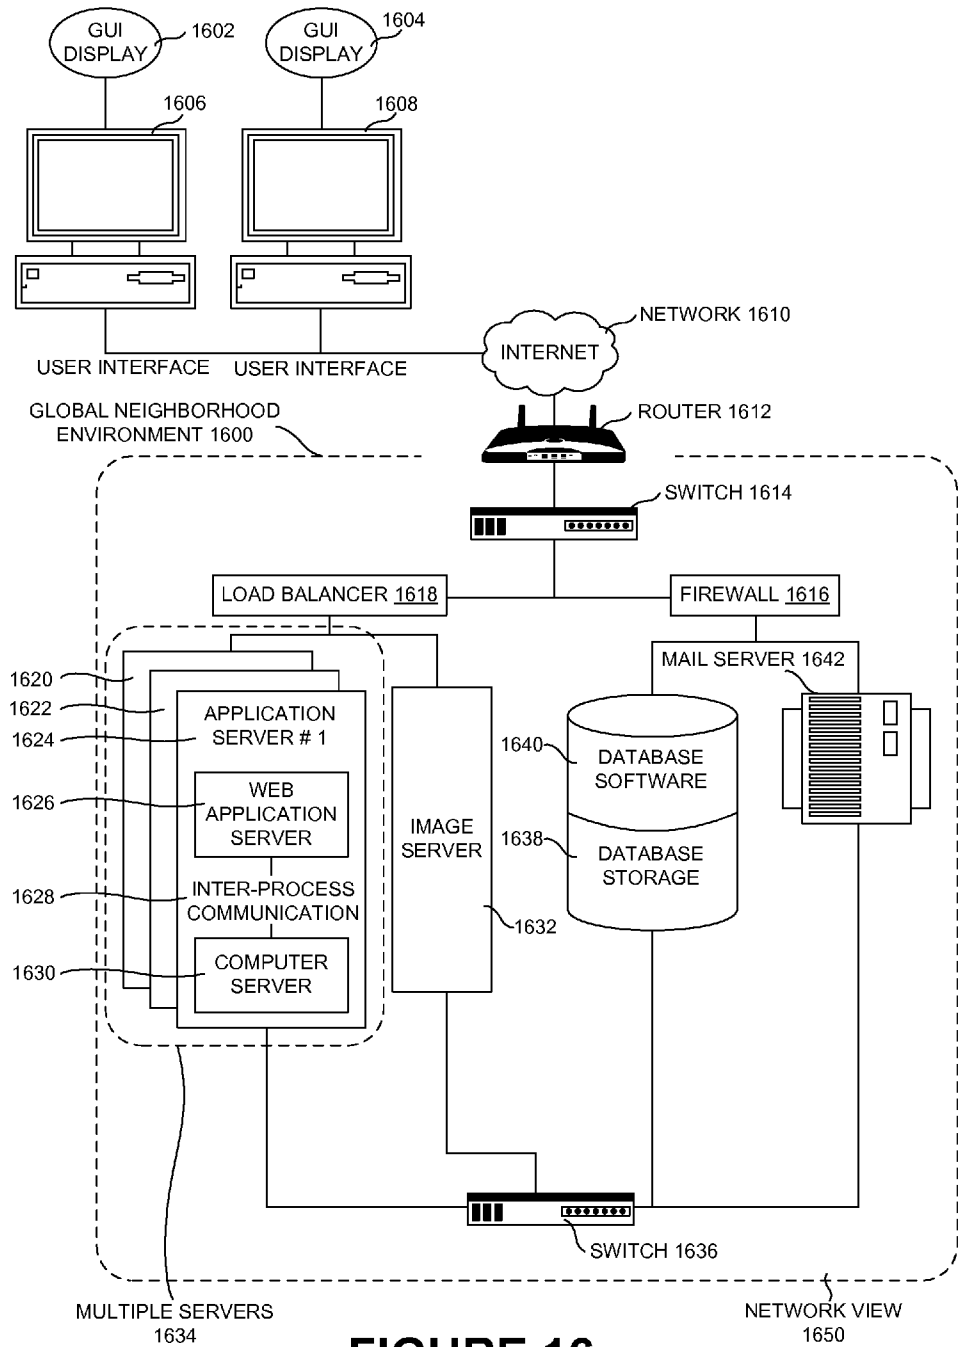 GUI
DISPLAY
1602
GUI
DISPLAY
1604
1606
1608
USER INTERFACE
USER INTERFACE
INTERNET
NETWORK 1610
GLOBAL NEIGHBORHOOD
ENVIRONMENT 1600
ROUTER 1612
SWITCH 1614
LOAD BALANCER 1618
FIREWALL 1616
MAIL SERVER 1642
1620
1622
1624
APPLICATION
SERVER # 1
1626
WEB
APPLICATION
SERVER
1628
INTER-PROCESS
COMMUNICATION
1630
COMPUTER
SERVER
IMAGE
SERVER
1632
1640
DATABASE
SOFTWARE
1638
DATABASE
STORAGE
SWITCH 1636
MULTIPLE SERVERS
1634
NETWORK VIEW
1650
FIGURE 16